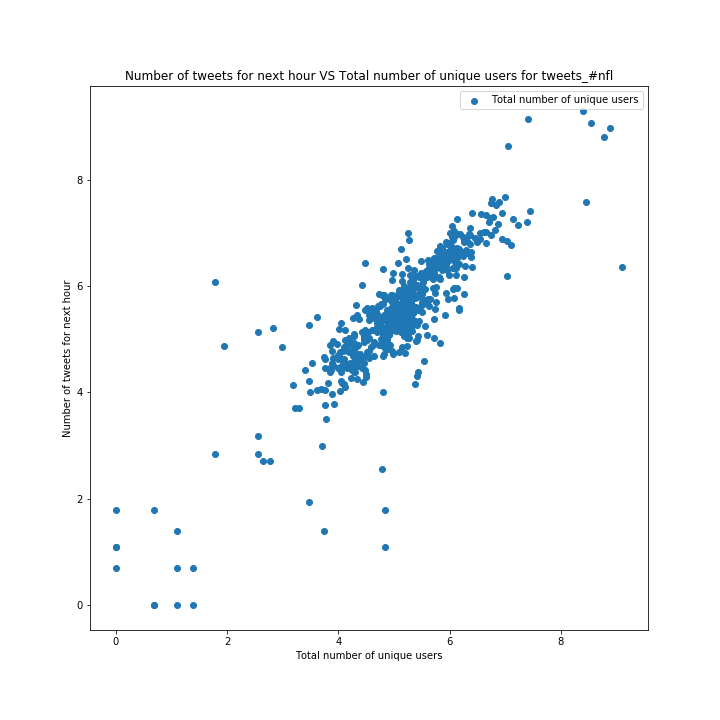 Number of tweets for next hour VS Total number of unique users for tweets_#nfl
Total number of unique users
8
6
4
2
0
Number of tweets for next hour
0 2 4 6 8
Total number of unique users